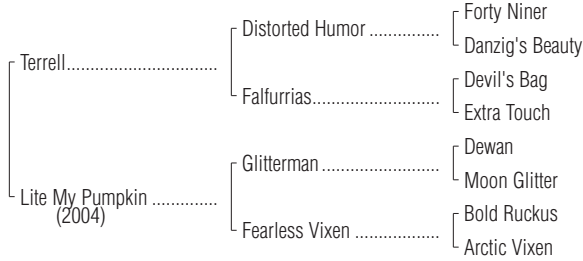 Forty Niner
Distorted Humor ................
Danzig's Beauty
Terrell...............................
Devil's Bag
Falfurrias..........................
Extra Touch
Dewan
Glitterman ........................
Moon Glitter
Lite My Pumpkin .............
(2004)
Bold Ruckus
Fearless Vixen .................
Arctic Vixen